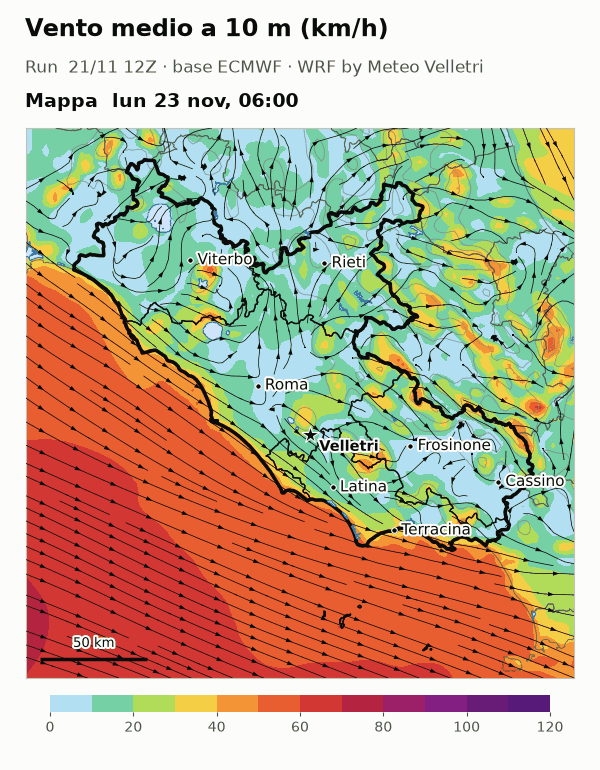 Vento medio a 10 m (km/h)
Run 21/11 12Z · base ECMWF · WRF by Meteo Velletri
Mappa lun 23 nov, 06:00
Viterbo
Rieti
Roma
Velletri
Frosinone
Cassino
Latina
Terracina
50 km
0 20 40 60 80 100 120